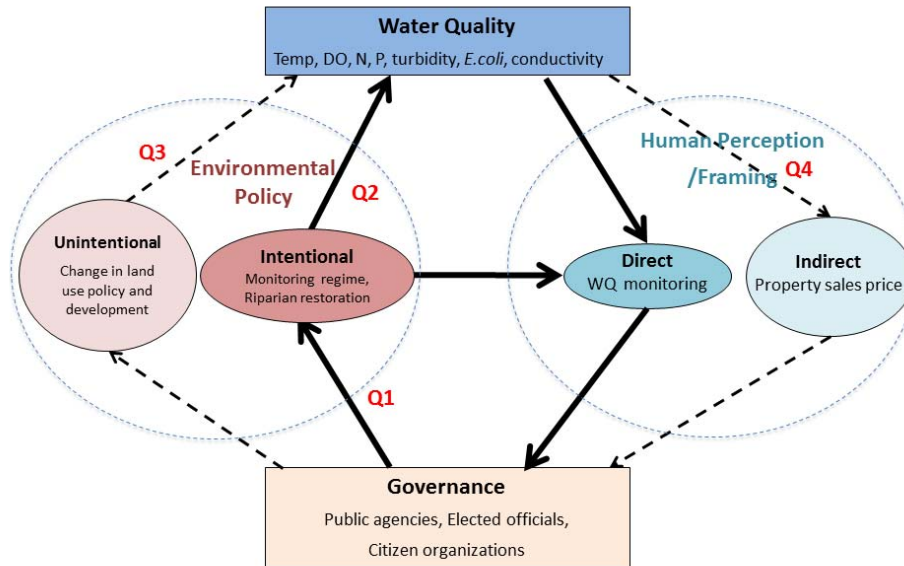 Water Quality
Temp, DO, N, P, turbidity, E.coli, conductivity
Q3
Environmental
Policy
Q2
Human Perception
/Framing
Q4
Unintentional
Change in land
use policy and
development
Intentional
Monitoring regime,
Riparian restoration
Direct
WQ monitoring
Indirect
Property sales price
Q1
Governance
Public agencies, Elected officials,
Citizen organizations